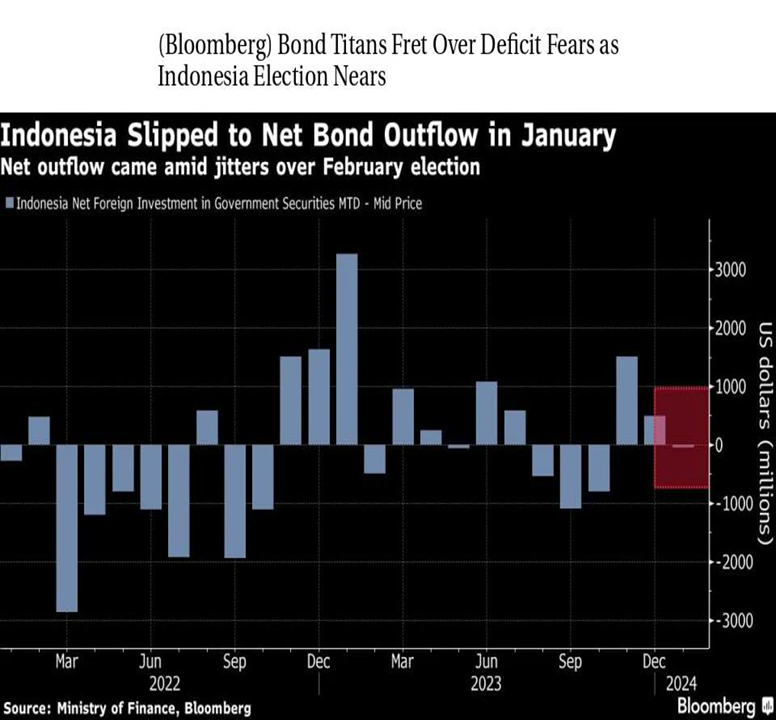 (Bloomberg) Bond Titans Fret Over Deficit Fears as
Indonesia Election Nears
Indonesia Slipped to Net Bond Outflow in January
Net outflow came amid jitters over February election
Indonesia Net Foreign Investment in Government Securities MTD - Mid Price
3000
2000
1000
0
-1000
-2000
-3000
US dollars (millions)
Mar Jun Sep Dec Mar Jun Sep Dec
2022 2023 2024
Source: Ministry of Finance, Bloomberg
Bloomberg